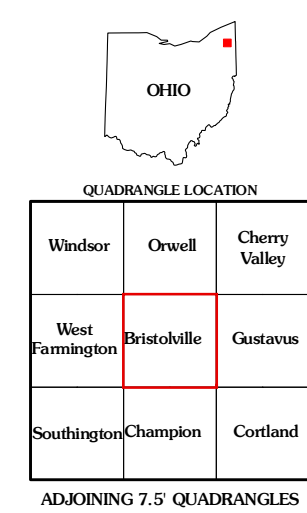 OHIO
QUADRANGLE LOCATION
Windsor
Orwell
Cherry
Valley
West
Farmington
Bristolville
Gustavus
Southington
Champion
Cortland
ADJOINING 7.5' QUADRANGLES